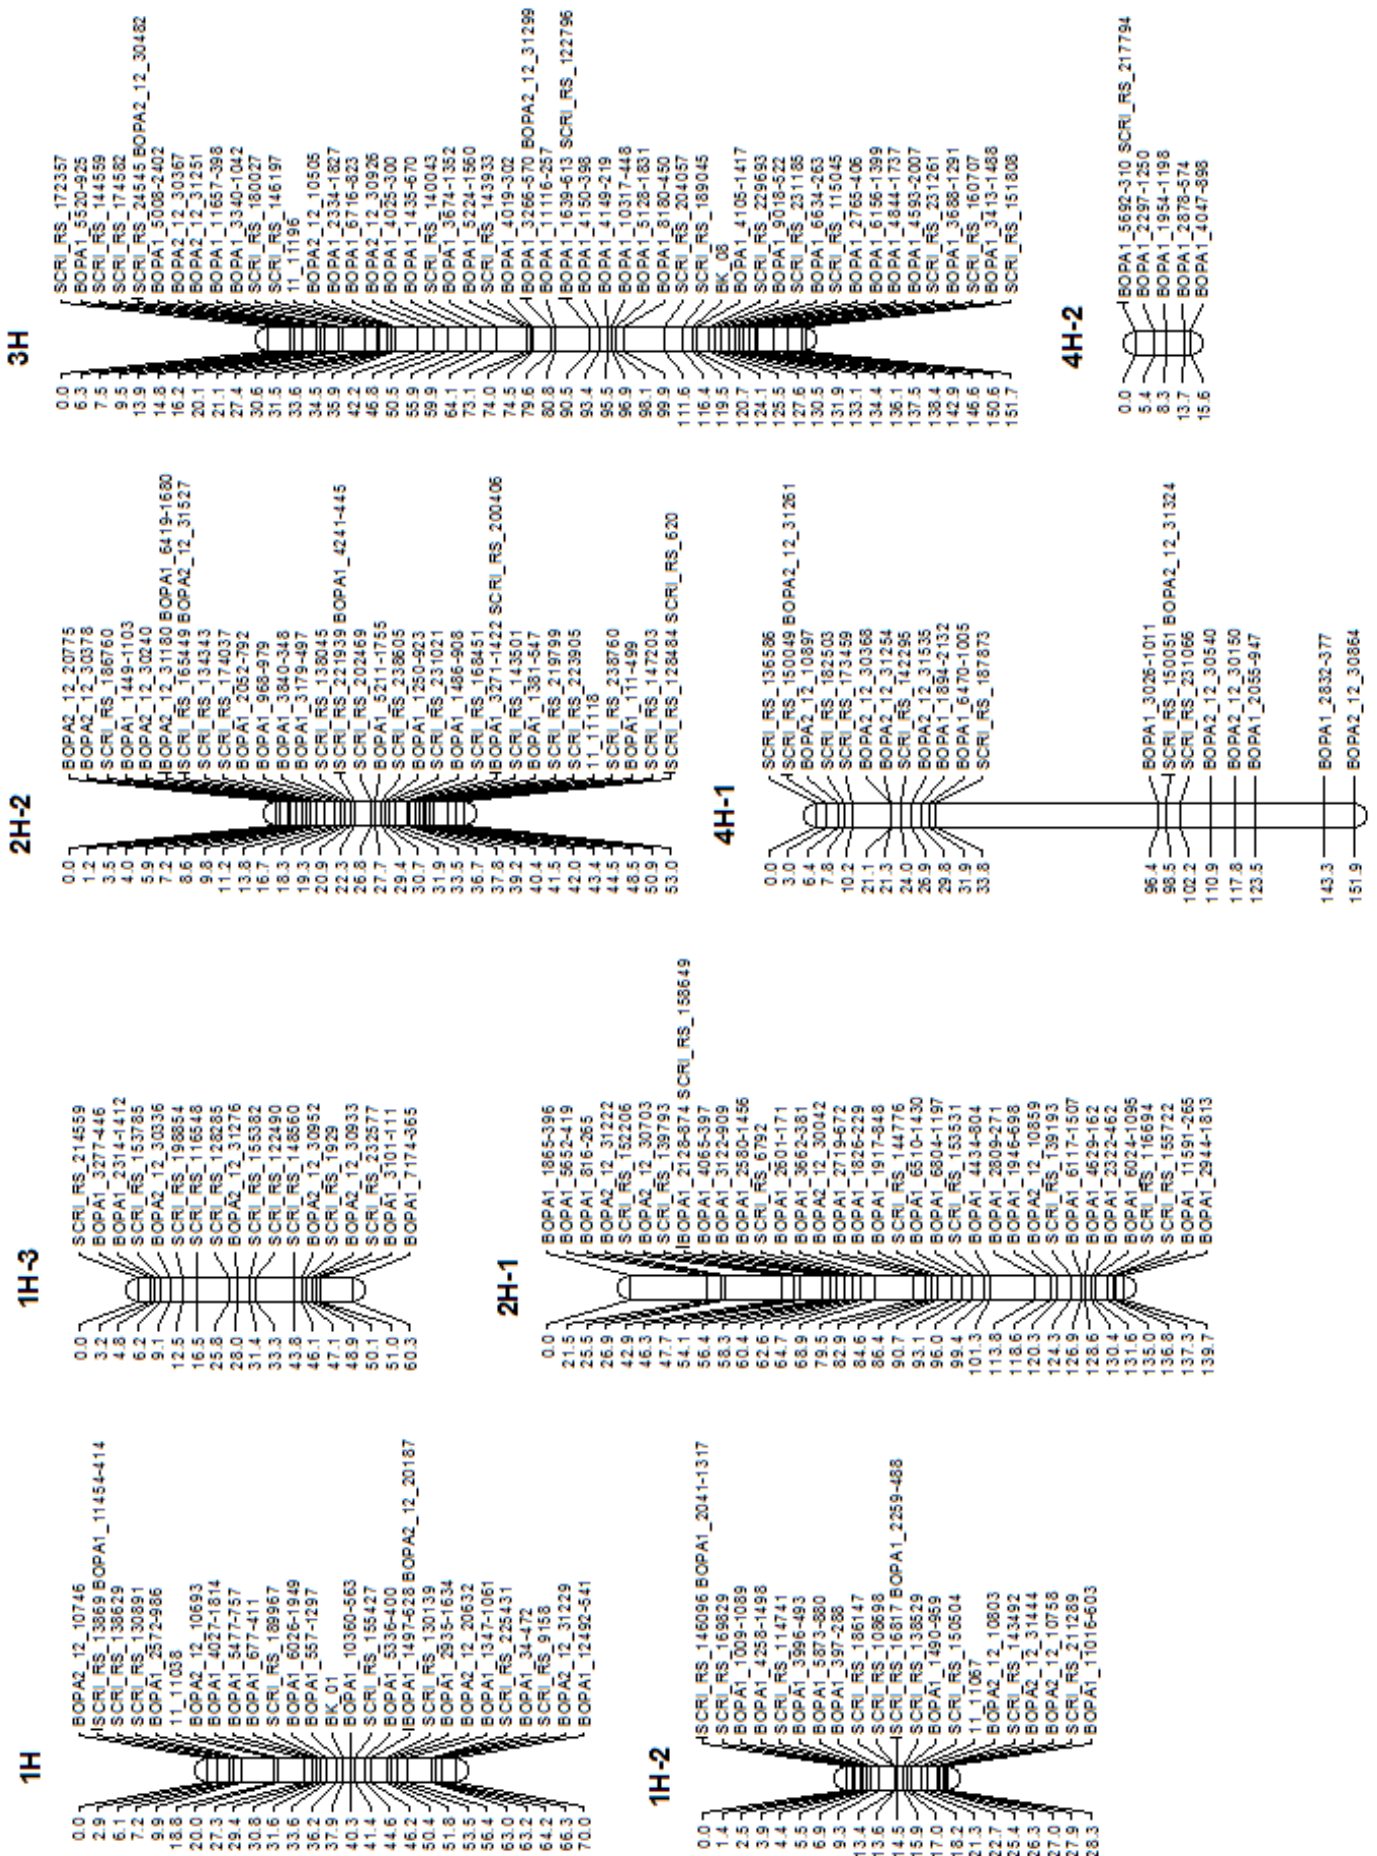 1H
0.0 BOPA2_12_10746
2.9 SCRI_RS_13869 BOPA1_11454-414
6.1 SCRI_RS_138629
7.2 SCRI_RS_130891
9.9 BOPA1_2572-986
18.8 11_11038
20.0 BOPA2_12_10693
27.3 BOPA1_4027-1814
29.4 BOPA1_5477-757
30.8 BOPA1_677-411
31.6 SCRI_RS_189967
33.6 BOPA1_6026-1949
36.2 BOPA1_557-1297
37.9 BK_01
40.3 BOPA1_10360-563
41.4 SCRI_RS_155427
44.6 BOPA1_5336-400
46.2 BOPA1_1497-628 BOPA2_12_20187
50.4 SCRI_RS_130139
51.8 BOPA1_2935-1634
53.5 BOPA2_12_20632
56.4 BOPA1_1347-1061
63.0 SCRI_RS_225431
63.2 BOPA1_34-472
64.2 SCRI_RS_9158
66.3 BOPA2_12_31229
70.0 BOPA1_12492-541
1H-3
0.0 SCRI_RS_214559
3.2 BOPA1_3277-446
4.8 BOPA1_2314-1412
6.2 SCRI_RS_153785
9.1 BOPA2_12_30336
12.5 SCRI_RS_198854
16.5 SCRI_RS_116548
25.8 SCRI_RS_128285
28.0 BOPA2_12_31276
31.4 SCRI_RS_155382
33.3 SCRI_RS_122490
43.8 SCRI_RS_148560
46.1 BOPA2_12_30952
47.1 SCRI_RS_1929
48.9 BOPA2_12_30933
50.1 SCRI_RS_232577
51.0 BOPA1_3101-111
60.3 BOPA1_7174-365
2H-2
0.0 BOPA2_12_20775
1.2 BOPA2_12_30378
3.5 SCRI_RS_186760
4.0 BOPA1_1449-1103
5.9 BOPA2_12_30240
7.2 BOPA2_12_31180 BOPA1_6419-1680
8.6 SCRI_RS_165449 BOPA2_12_31527
9.8 SCRI_RS_134343
11.2 SCRI_RS_174037
13.8 BOPA1_2052-792
16.7 BOPA1_968-979
18.3 BOPA1_3840-348
19.3 BOPA1_3179-497
20.9 SCRI_RS_138045
22.3 SCRI_RS_221939 BOPA1_4241-445
26.8 SCRI_RS_202469
27.7 BOPA1_5211-1755
29.4 SCRI_RS_238605
30.7 BOPA1_1250-923
31.9 SCRI_RS_231021
33.5 BOPA1_1486-908
36.7 SCRI_RS_168451
37.8 BOPA1_3271-1422 SCRI_RS_200406
39.2 SCRI_RS_143501
40.4 BOPA1_1381-547
41.5 SCRI_RS_219799
42.0 SCRI_RS_223905
43.4 11_11118
44.5 SCRI_RS_238760
48.5 BOPA1_111-499
50.9 SCRI_RS_147203
53.0 SCRI_RS_128484 SCRI_RS_620
3H
0.0 SCRI_RS_172357
6.3 BOPA1_5520-925
7.5 SCRI_RS_144559
9.5 SCRI_RS_174582
13.9 SCRI_RS_24545 BOPA2_12_30482
14.8 BOPA1_5008-2402
16.2 BOPA2_12_30367
20.1 BOPA2_12_31251
21.1 BOPA1_11657-398
27.4 BOPA1_3340-1042
30.6 SCRI_RS_180027
31.5 SCRI_RS_146197
33.6 11_11196
34.5 BOPA2_12_10505
35.9 BOPA1_2334-1827
42.2 BOPA1_6716-823
46.8 BOPA2_12_30926
50.5 BOPA1_4025-300
55.9 BOPA1_1435-670
59.9 SCRI_RS_140043
64.1 BOPA1_3674-1352
73.1 BOPA1_5224-1560
74.0 SCRI_RS_143933
74.5 BOPA1_4019-302
79.6 BOPA1_3266-570 BOPA2_12_31299
80.8 BOPA1_11116-257
90.5 BOPA1_1639-613 SCRI_RS_122796
93.4 BOPA1_4150-398
95.5 BOPA1_4149-219
96.9 BOPA1_10317-448
98.1 BOPA1_5128-1831
99.9 BOPA1_8180-450
111.6 SCRI_RS_204057
116.4 SCRI_RS_189045
119.5 BK_08
120.7 BOPA1_4105-1417
124.1 SCRI_RS_229693
125.5 BOPA1_9018-522
127.6 SCRI_RS_231185
130.5 BOPA1_6634-263
131.9 SCRI_RS_115045
133.1 BOPA1_2765-406
134.4 BOPA1_6156-1399
136.1 BOPA1_4844-1737
137.5 BOPA1_4593-2007
138.4 SCRI_RS_231261
142.9 BOPA1_3688-1291
146.6 SCRI_RS_160707
150.6 BOPA1_3413-1488
151.7 SCRI_RS_151808
1H-2
0.0 SCRI_RS_146096 BOPA1_2041-1317
1.4 SCRI_RS_169829
2.5 BOPA1_1009-1089
3.9 BOPA1_4258-1498
4.4 SCRI_RS_114741
5.5 BOPA1_3996-493
6.9 BOPA1_5873-880
9.3 BOPA1_397-288
13.4 SCRI_RS_186147
13.6 SCRI_RS_108698
14.5 SCRI_RS_16817 BOPA1_2259-488
15.9 SCRI_RS_138529
17.0 BOPA1_1490-959
18.2 SCRI_RS_150504
21.3 11_11067
22.7 BOPA2_12_10803
25.4 SCRI_RS_143492
26.3 BOPA2_12_31444
27.0 BOPA2_12_10758
27.9 SCRI_RS_211289
28.3 BOPA1_11016-603
2H-1
0.0 BOPA1_1865-396
21.5 BOPA1_5652-419
25.5 BOPA1_816-265
26.9 BOPA2_12_31222
42.9 SCRI_RS_152206
46.3 BOPA2_12_30703
47.7 SCRI_RS_139793
54.1 BOPA1_2128-874 SCRI_RS_158649
56.4 BOPA1_4065-397
58.3 BOPA1_3122-909
60.4 BOPA1_2580-1456
62.6 SCRI_RS_6792
64.7 BOPA1_2601-171
68.9 BOPA1_3662-381
79.5 BOPA2_12_30042
82.9 BOPA1_2719-672
84.6 BOPA1_1826-229
86.4 BOPA1_1917-848
90.7 SCRI_RS_144776
93.1 BOPA1_6510-1430
96.0 BOPA1_6804-1197
99.4 SCRI_RS_153531
101.3 BOPA1_4434-804
113.8 BOPA1_2809-271
118.6 BOPA1_1946-698
120.3 BOPA2_12_10859
124.3 SCRI_RS_139193
126.9 BOPA1_6117-1507
128.6 BOPA1_4629-162
130.4 BOPA1_2322-462
131.6 BOPA1_6024-1095
135.0 SCRI_RS_116694
136.8 SCRI_RS_155722
137.3 BOPA1_11591-265
139.7 BOPA1_2944-1813
4H-1
0.0 SCRI_RS_136386
3.0 SCRI_RS_150049 BOPA2_12_31261
6.4 BOPA2_12_10897
7.8 SCRI_RS_182503
10.2 SCRI_RS_173459
21.1 BOPA2_12_30368
21.3 BOPA2_12_31254
24.0 SCRI_RS_142295
26.9 BOPA2_12_31535
29.8 BOPA1_1894-2132
31.9 BOPA1_6470-1005
33.8 SCRI_RS_187873
96.4 BOPA1_3026-1011
98.5 SCRI_RS_150051 BOPA2_12_31324
102.2 SCRI_RS_231066
110.9 BOPA2_12_30540
117.8 BOPA2_12_30150
123.5 BOPA1_2055-947
143.3 BOPA1_2832-377
151.9 BOPA2_12_30864
4H-2
0.0 BOPA1_5692-310 SCRI_RS_217794
5.4 BOPA1_2297-1250
8.3 BOPA1_1954-1198
13.7 BOPA1_2878-574
15.6 BOPA1_4047-898